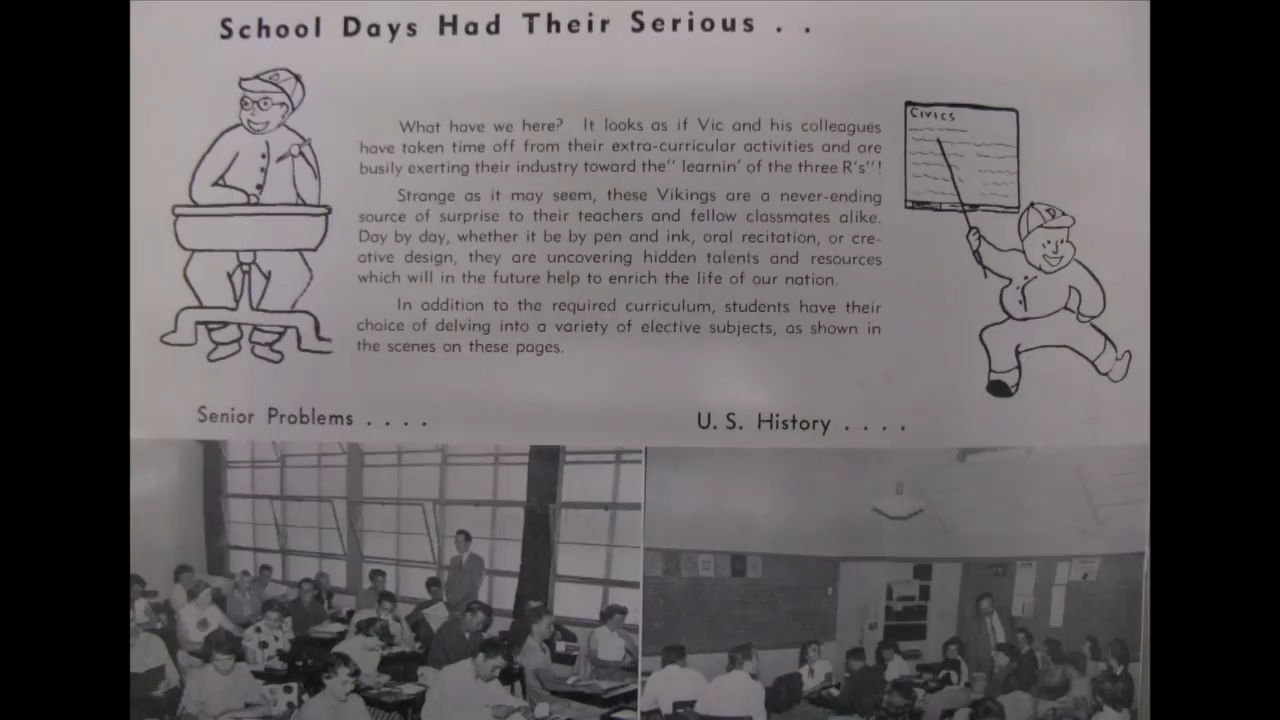 School Days Had Their Serious . .
Civics
What have we here? It looks as if Vic and his colleagues
have taken time off from their extra-curricular activities and are
busily exerting their industry toward the" learnin' of the three R's"!
Strange as it may seem, these Vikings are a never-ending
source of surprise to their teachers and fellow classmates alike.
Day by day, whether it be by pen and ink, oral recitation, or cre-
ative design, they are uncovering hidden talents and resources
which will in the future help to enrich the life of our nation.
In addition to the required curriculum, students have their
choice of delving into a variety of elective subjects, as shown in
the scenes on these pages.
Senior Problems . . . .
U. S. History . . . .